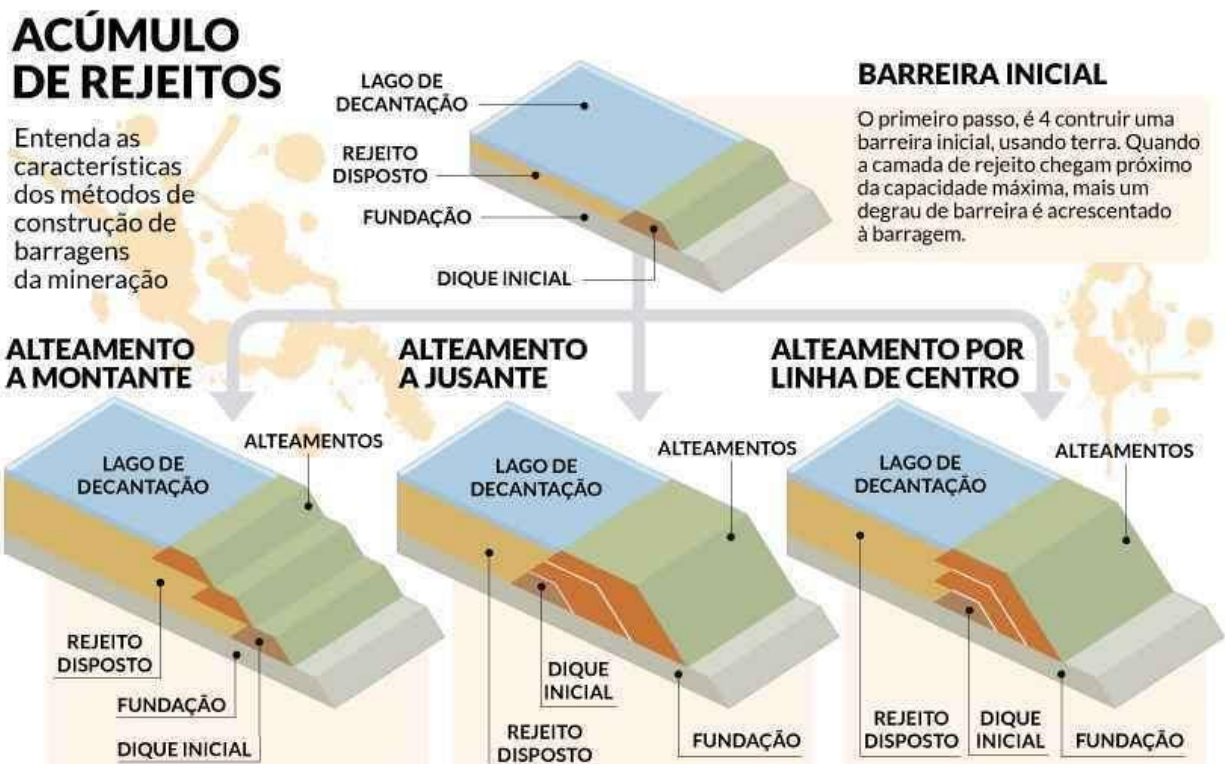 ACÚMULO
DE REJEITOS
Entenda as
características
dos métodos de
construção de
barragens
da mineração
LAGO DE
DECANTAÇÃO
REJEITO
DISPOSTO
FUNDAÇÃO
DIQUE INICIAL
BARREIRA INICIAL
O primeiro passo, é 4 contruir uma
barreira inicial, usando terra. Quando
a camada de rejeito chegam próximo
da capacidade máxima, mais um
degrau de barreira é acrescentado
à barragem.
ALTEAMENTO
A MONTANTE
ALTEAMENTOS
LAGO DE
DECANTAÇÃO
REJEITO
DISPOSTO
FUNDAÇÃO
DIQUE INICIAL
ALTEAMENTO
A JUSANTE
ALTEAMENTOS
LAGO DE
DECANTAÇÃO
DIQUE
INICIAL
REJEITO
DISPOSTO
FUNDAÇÃO
ALTEAMENTO POR
LINHA DE CENTRO
ALTEAMENTOS
LAGO DE
DECANTAÇÃO
REJEITO
DISPOSTO
DIQUE
INICIAL
FUNDAÇÃO